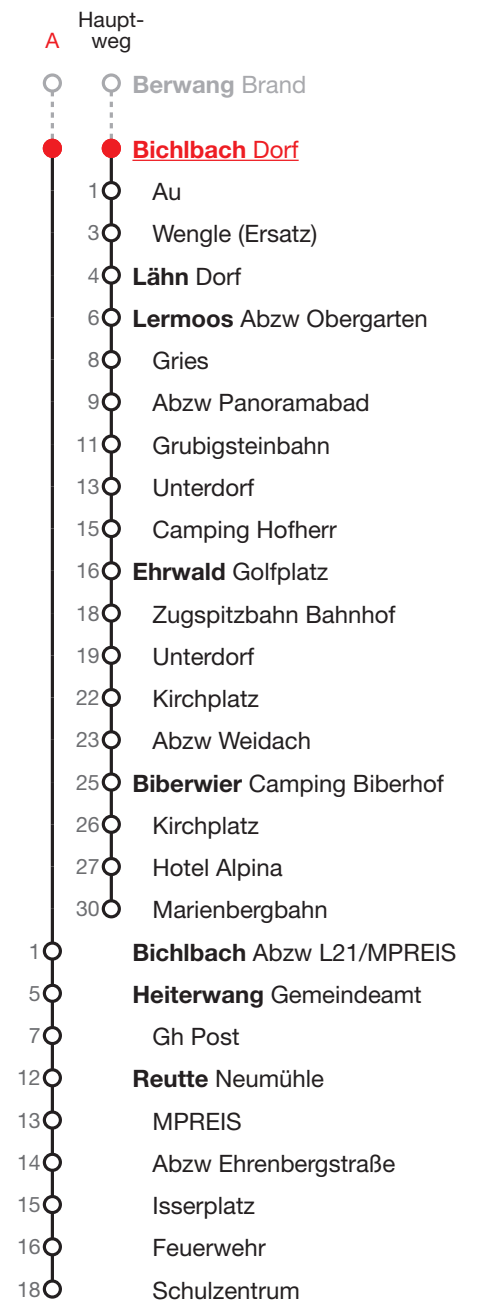 Haupt-
A weg
Berwang Brand
Bichlbach Dorf
1 Au
3 Wengle (Ersatz)
4 Lähn Dorf
6 Lermoos Abzw Obergarten
8 Gries
9 Abzw Panoramabad
11 Grubigsteinbahn
13 Unterdorf
15 Camping Hofherr
16 Ehrwald Golfplatz
18 Zugspitzbahn Bahnhof
19 Unterdorf
22 Kirchplatz
23 Abzw Weidach
25 Biberwier Camping Biberhof
26 Kirchplatz
27 Hotel Alpina
30 Marienbergbahn
1 Bichlbach Abzw L21/MPREIS
5 Heiterwang Gemeindeamt
7 Gh Post
12 Reutte Neumühle
13 MPREIS
14 Abzw Ehrenbergstraße
15 Isserplatz
16 Feuerwehr
18 Schulzentrum